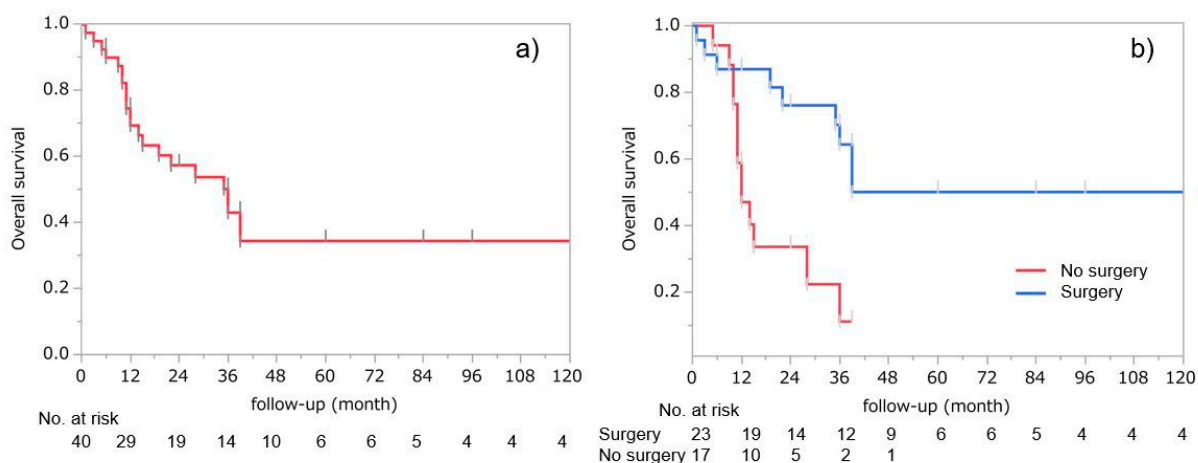 a)
Overall survival
1.0
0.8
0.6
0.4
0.2
0.0
0 12 24 36 48 60 72 84 96 108 120
follow-up (month)
No. at risk
40 29 19 14 10 6 6 5 4 4 4
b)
Overall survival
1.0
0.8
0.6
0.4
0.2
No surgery
Surgery
0 12 24 36 48 60 72 84 96 108 120
follow-up (month)
No. at risk
Surgery 23 19 14 12 9 6 6 5 4 4 4
No surgery 17 10 5 2 1